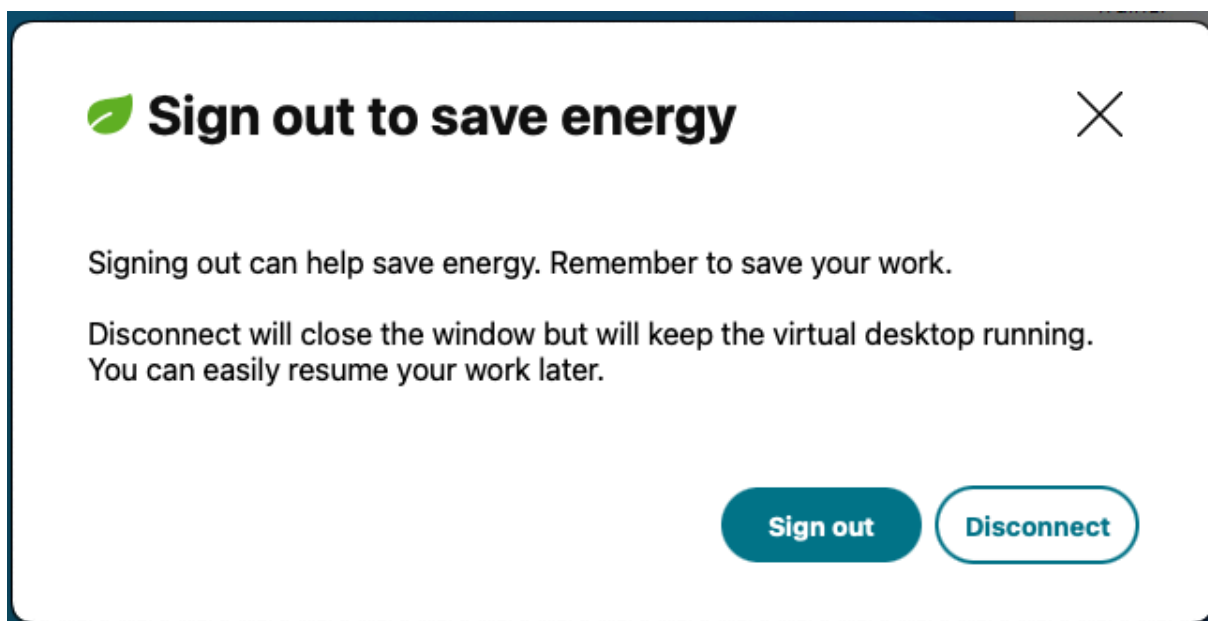 Sign out to save energy
Signing out can help save energy. Remember to save your work.
Disconnect will close the window but will keep the virtual desktop running.
You can easily resume your work later.
Sign out
Disconnect